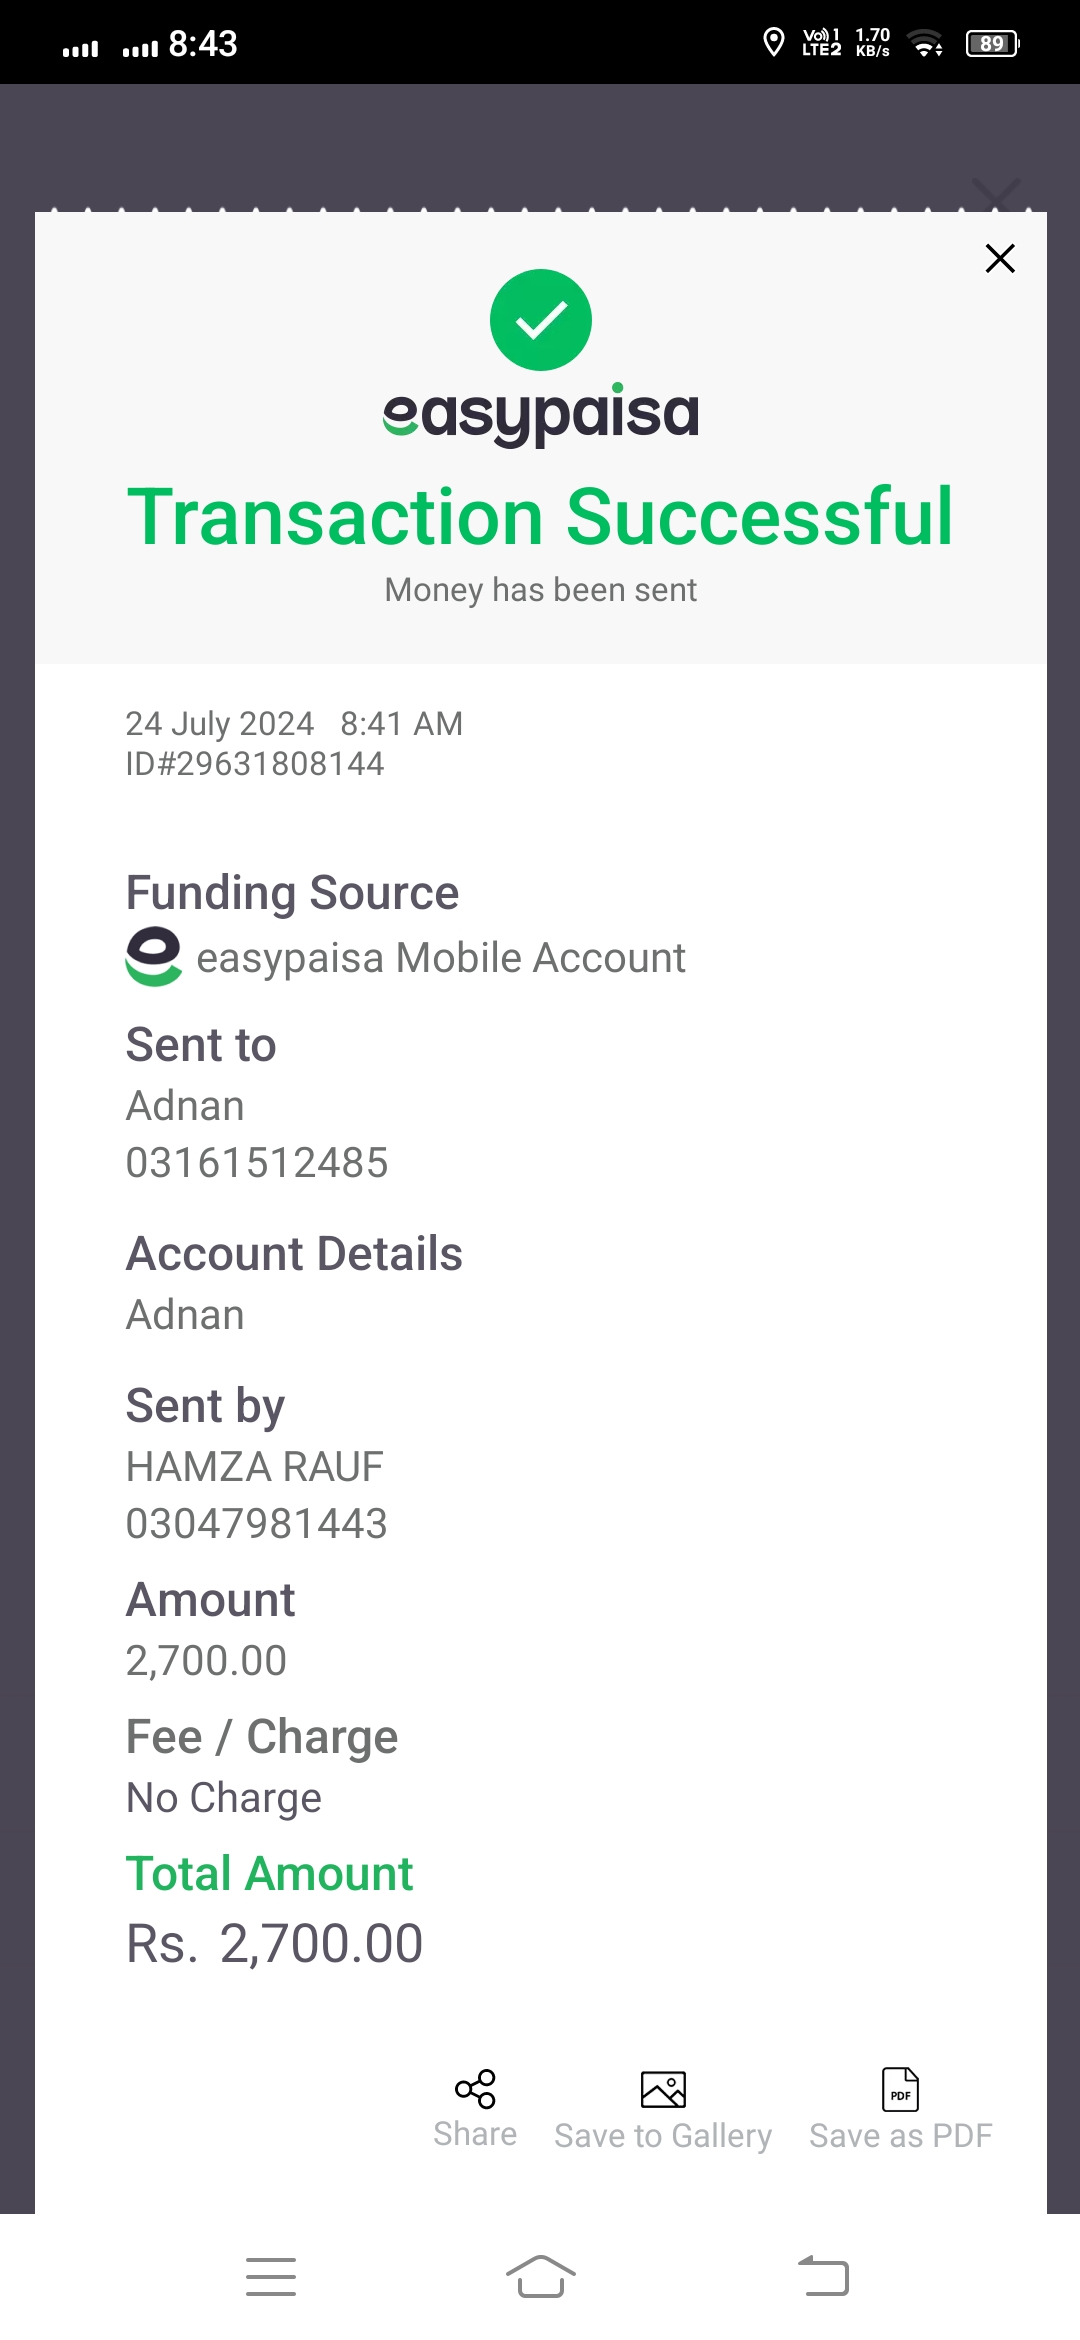 8:43
Vo)) 1
LTE2
1.70
KB/s
89
easypaisa
Transaction Successful
Money has been sent
24 July 2024 8:41 AM
ID#29631808144
Funding Source
easypaisa Mobile Account
Sent to
Adnan
03161512485
Account Details
Adnan
Sent by
HAMZA RAUF
03047981443
Amount
2,700.00
Fee / Charge
No Charge
Total Amount
Rs. 2,700.00
PDF
Share
Save to Gallery
Save as PDF